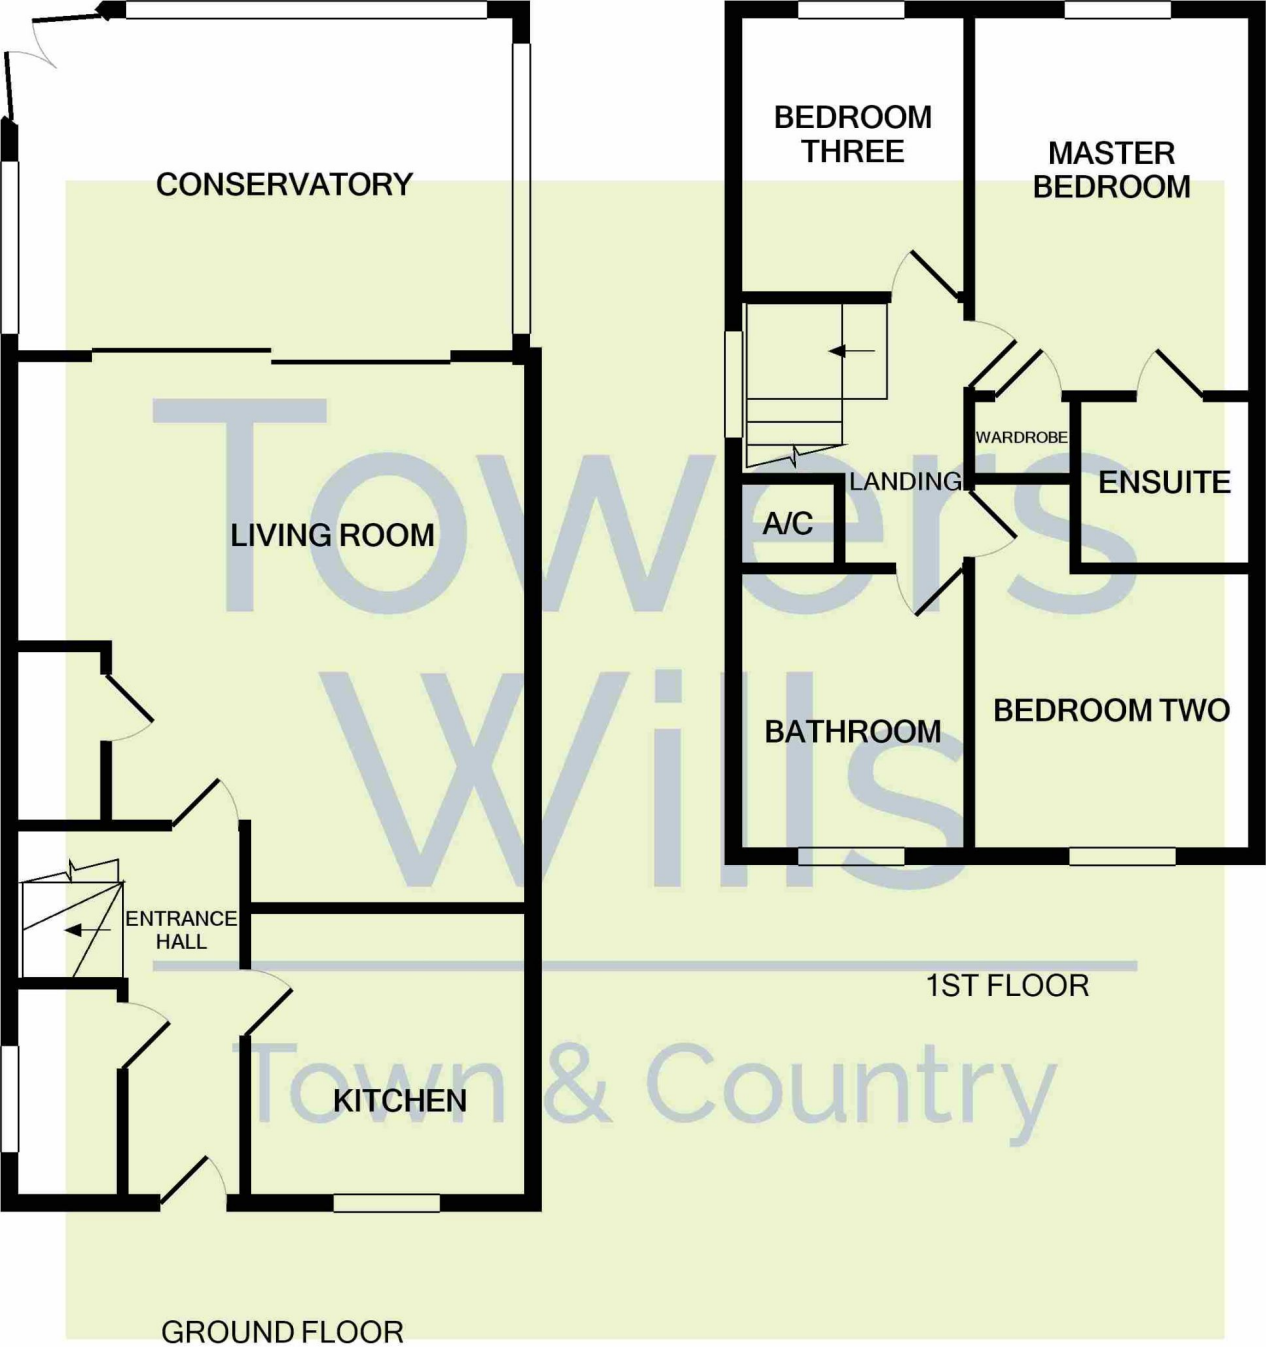 CONSERVATORY
LIVING ROOM
ENTRANCE
HALL
KITCHEN
GROUND FLOOR
BEDROOM
THREE
MASTER
BEDROOM
WARDROBE
ENSUITE
LANDING
A/C
BATHROOM
BEDROOM TWO
1ST FLOOR
Towers
Wills
Town & Country